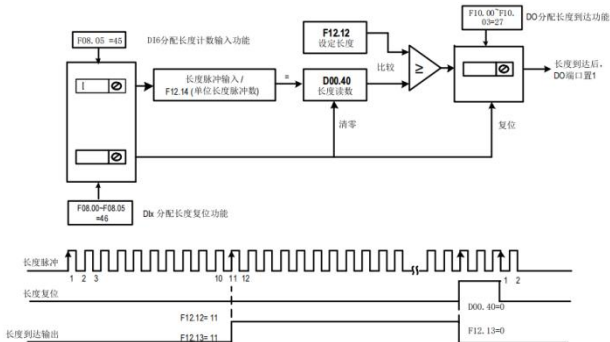 F08.05 =45
DI6分配长度计数输入功能
F12.12
设定长度
F10.00~F10.
03=27
DO分配长度到达功能
I
长度脉冲输入 /
F12.14 (单位长度脉冲数)
=
D00.40
长度读数
比较
≥
长度到达后,
DO端口置1
清零
复位
F08.00~F08.05
=46
DIx 分配长度复位功能
长度脉冲
1 2 3 10 11 12 1 2
长度复位
D00.40=0
F12.12= 11
长度到达输出
F12.13= 11
F12.13=0